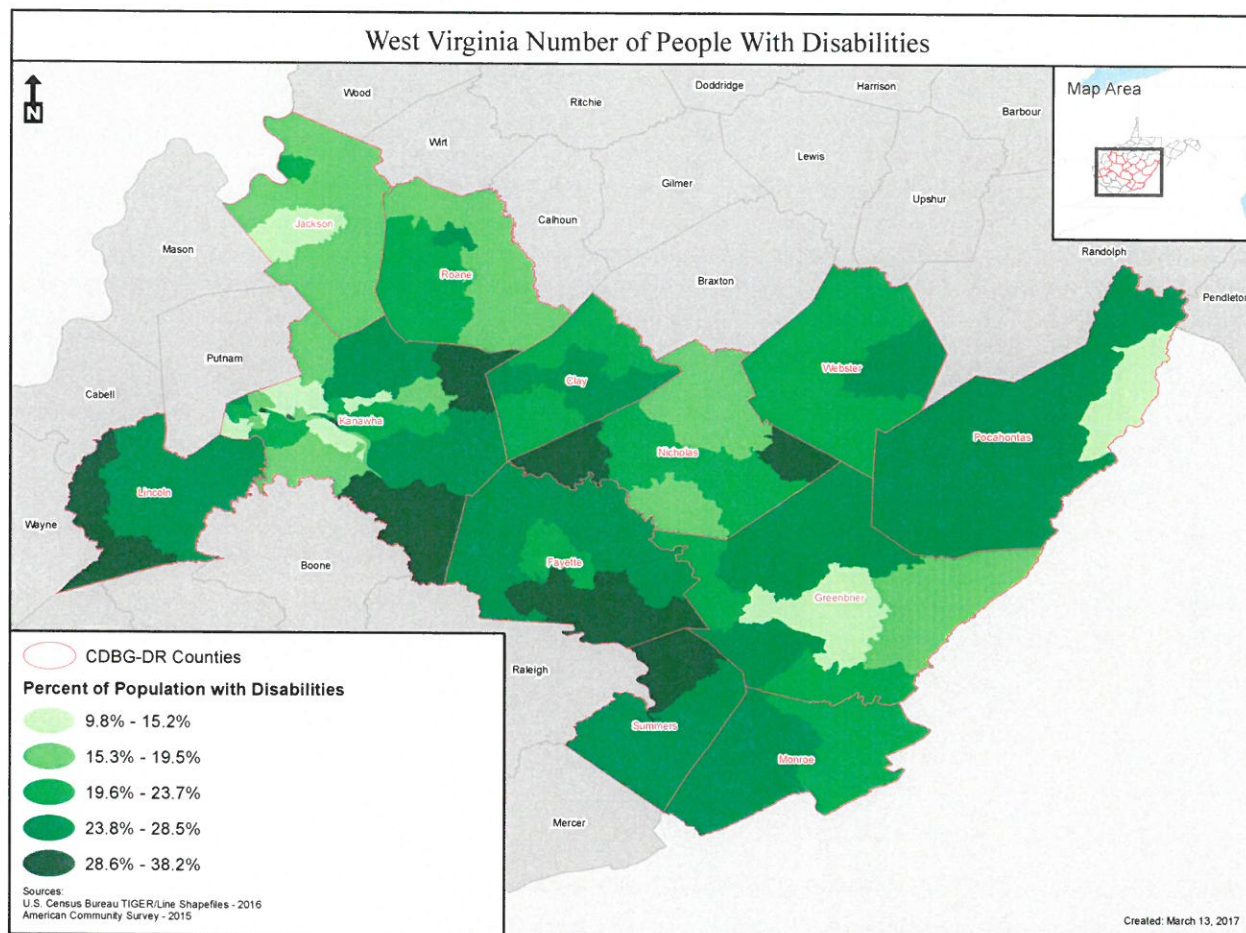 West Virginia Number of People With Disabilities
N
Map Area
Wood
Ritchie
Doddridge
Harrison
Barbour
Wirt
Lewis
Gilmer
Upshur
Calhoun
Jackson
Mason
Roane
Braxton
Randolph
Pendleton
Putnam
Cabell
Clay
Webster
Kanawha
Nicholas
Pocahontas
Lincoln
Wayne
Boone
Fayette
Greenbrier
Raleigh
Summers
Monroe
Mercer
CDBG-DR Counties
Percent of Population with Disabilities
9.8% - 15.2%
15.3% - 19.5%
19.6% - 23.7%
23.8% - 28.5%
28.6% - 38.2%
Sources:
U.S. Census Bureau TIGER/Line Shapefiles - 2016
American Community Survey - 2015
Created: March 13, 2017